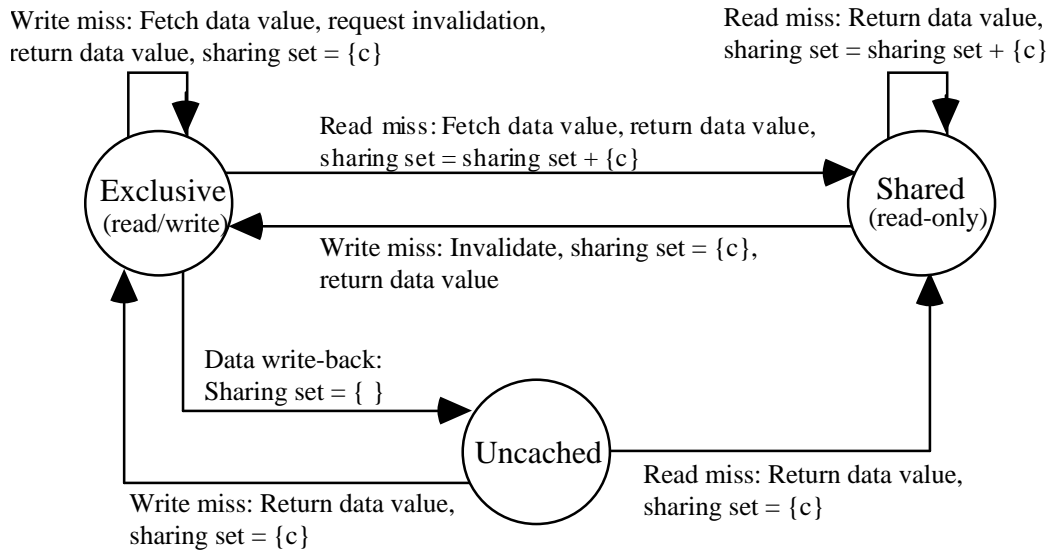 Write miss: Fetch data value, request invalidation,
return data value, sharing set = {c}
Read miss: Return data value,
sharing set = sharing set + {c}
Read miss: Fetch data value, return data value,
sharing set = sharing set + {c}
Exclusive
(read/write)
Shared
(read-only)
Write miss: Invalidate, sharing set = {c},
return data value
Data write-back:
Sharing set = { }
Uncached
Write miss: Return data value,
sharing set = {c}
Read miss: Return data value,
sharing set = {c}